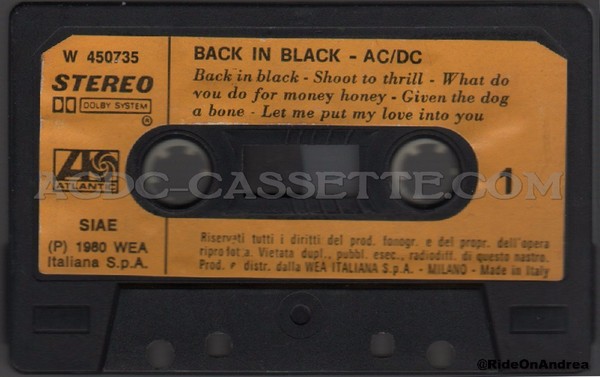 W 450735
BACK IN BLACK - AC/DC
STEREO
DOLBY SYSTEM
®
Back in black - Shoot to thrill - What do
you do for money honey - Given the dog
a bone - Let me put my love into you
ATLANTIC
ACDC-CASSETTE.COM
1
SIAE
(P) 1980 WEA
Italiana S.p.A.
Riservati tutti i diritti del prod. fonogr. e del propr. dell'opera
riprodotta. Vietata dupl., pubbl. esec., radiodiff. di questo nastro.
Prod. e distr. dalla WEA ITALIANA S.p.A. - MILANO - Made in Italy
@RideOnAndrea